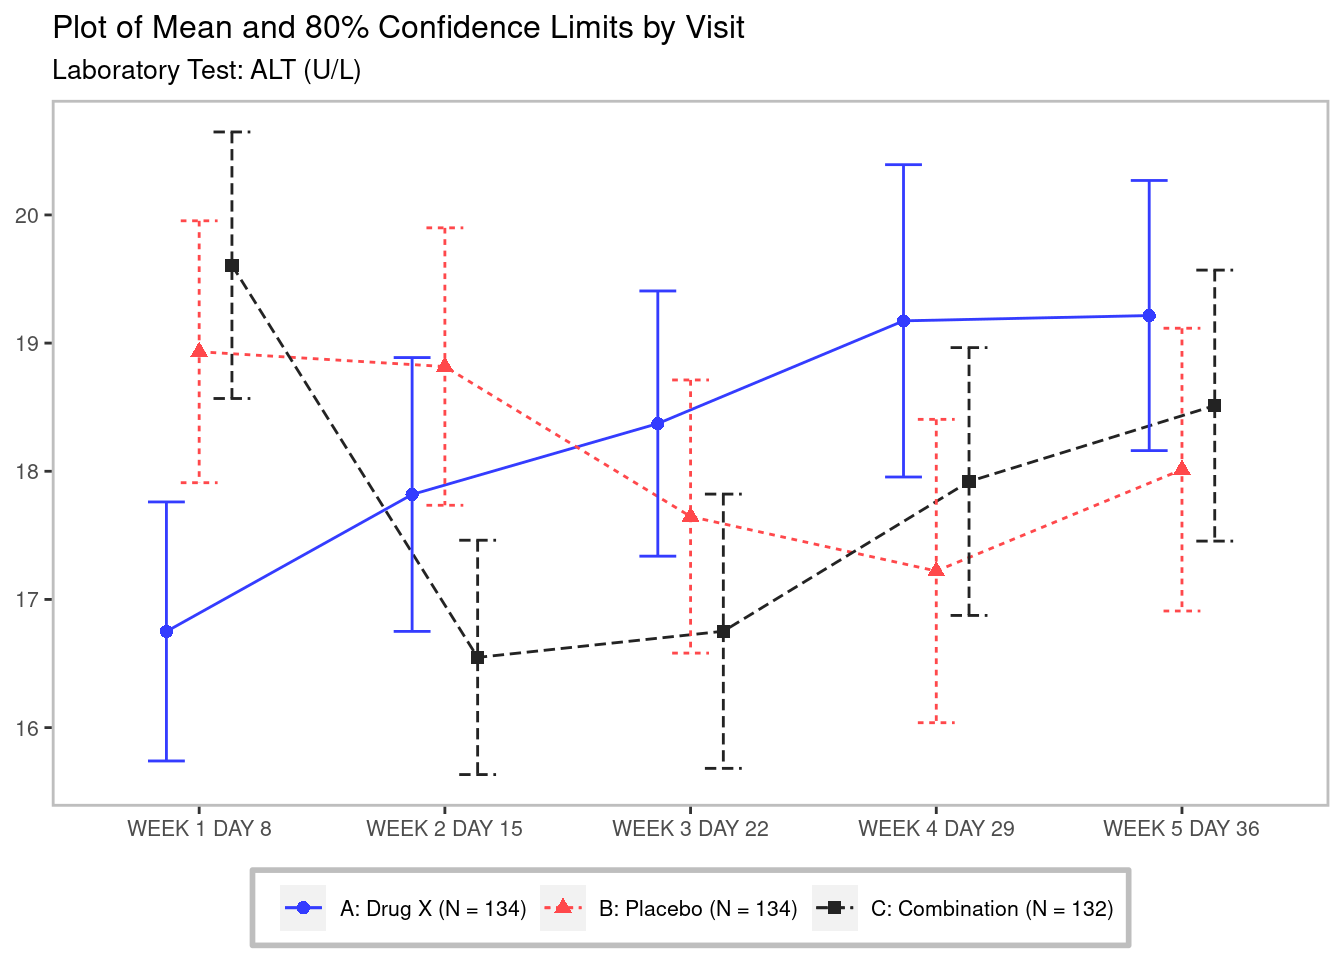 Plot of Mean and 80% Confidence Limits by Visit
Laboratory Test: ALT (U/L)
20
19
18
17
16
WEEK 1 DAY 8
WEEK 2 DAY 15
WEEK 3 DAY 22
WEEK 4 DAY 29
WEEK 5 DAY 36
A: Drug X (N = 134)
B: Placebo (N = 134)
C: Combination (N = 132)